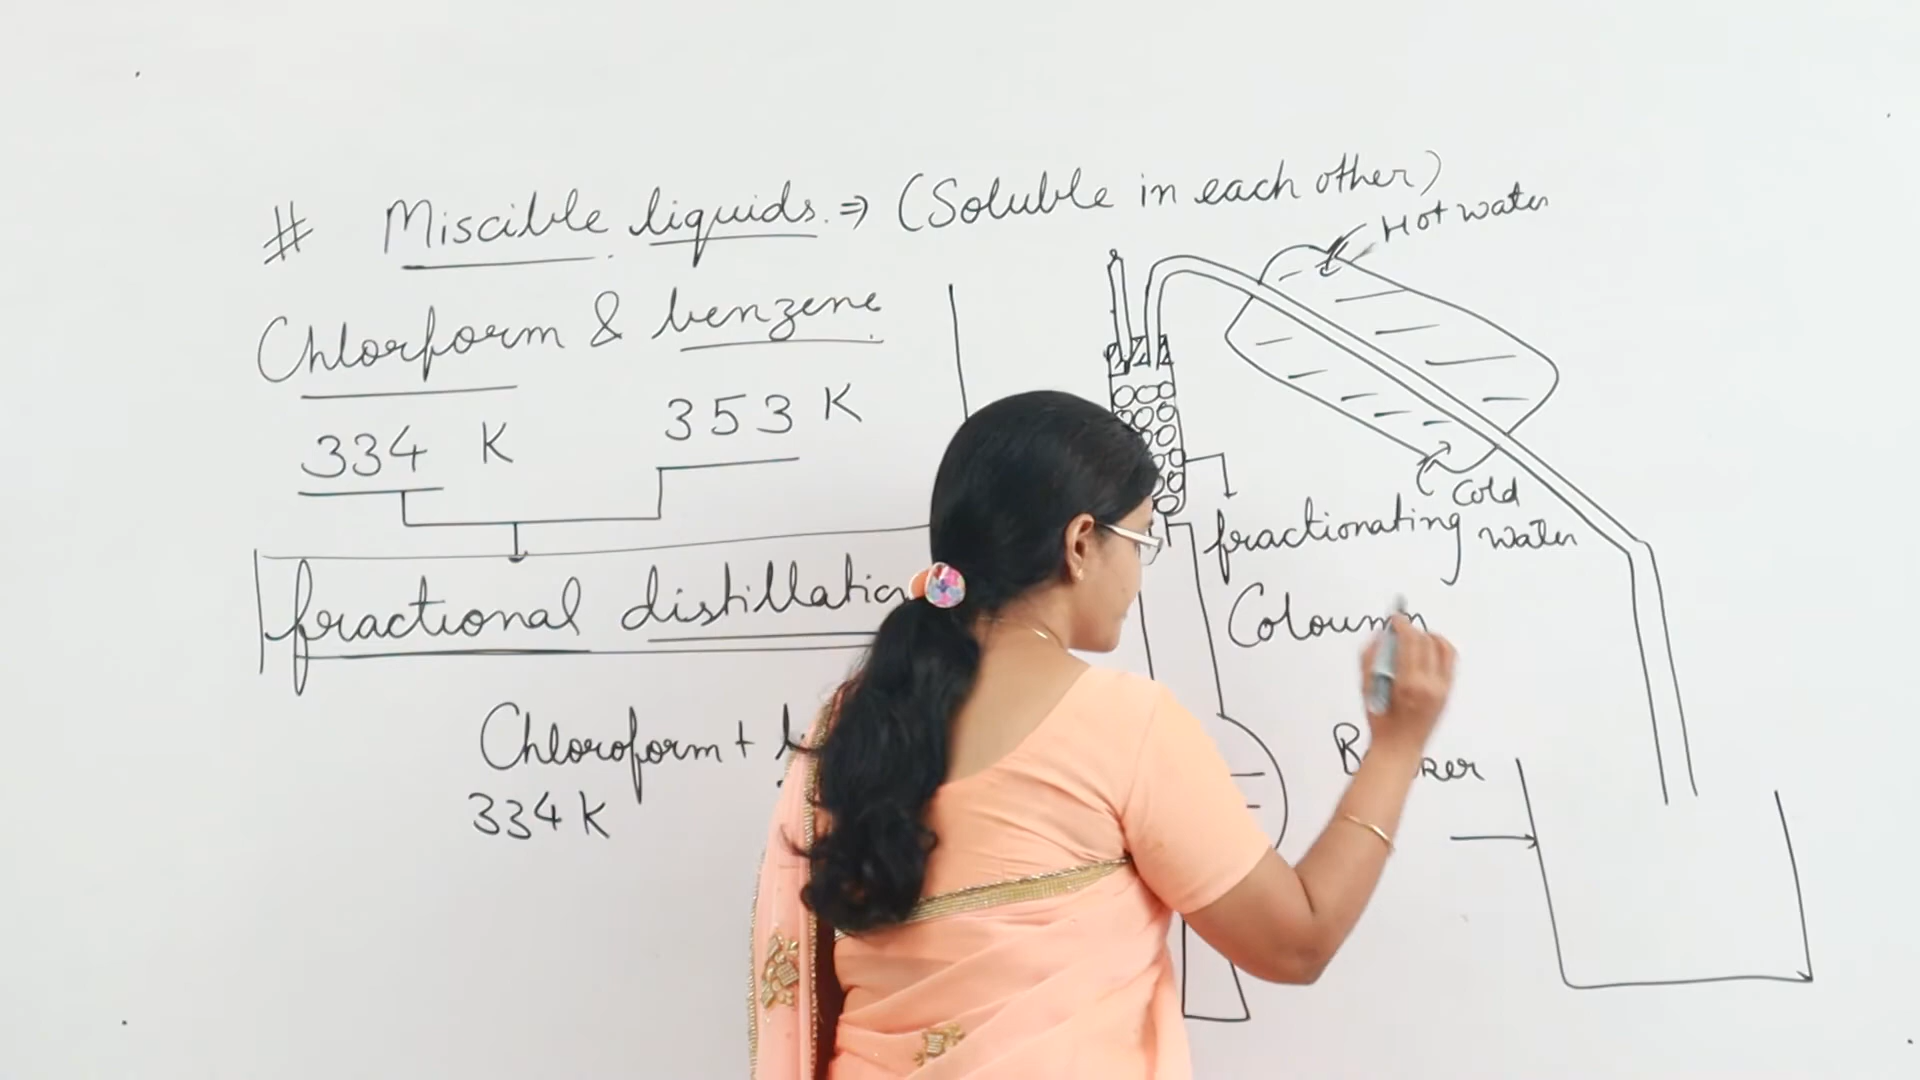 # Miscible liquids. ⇒ (Soluble in each other)
Chlorform & benzene
334 K 353 K
fractional distillation
Chloroform +
334 K
Hot water
Cold
water
fractionating
Coloumn